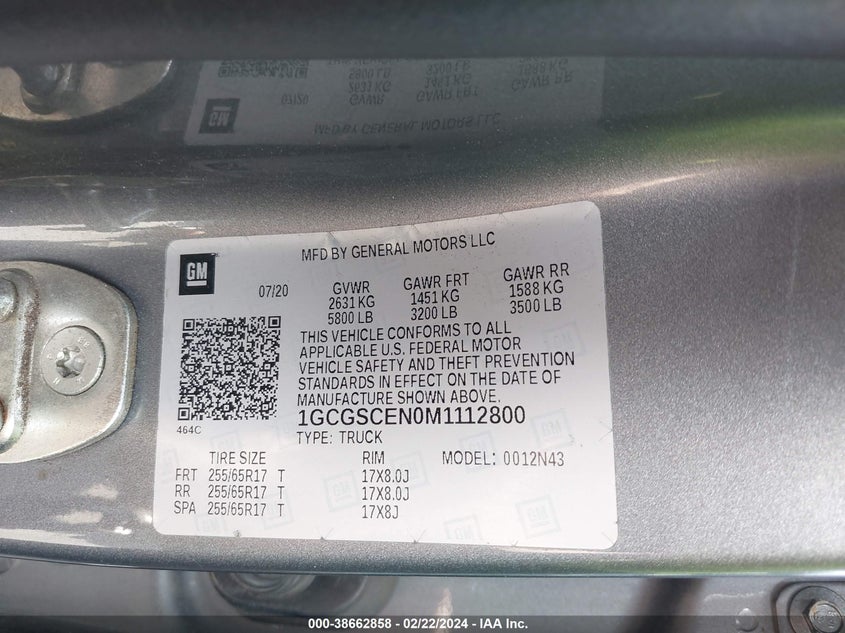 MFD BY GENERAL MOTORS LLC
GM
07/20
GVWR GAWR FRT GAWR RR
2631 KG 1451 KG 1588 KG
5800 LB 3200 LB 3500 LB
THIS VEHICLE CONFORMS TO ALL
APPLICABLE U.S. FEDERAL MOTOR
VEHICLE SAFETY AND THEFT PREVENTION
STANDARDS IN EFFECT ON THE DATE OF
MANUFACTURE SHOWN ABOVE.
464C
1GCGSCEN0M1112800
TYPE: TRUCK
TIRE SIZE RIM MODEL: 0012N43
FRT 255/65R17 T 17X8.0J
RR 255/65R17 T 17X8.0J
SPA 255/65R17 T 17X8J
000-38662858 - 02/22/2024 - IAA Inc.